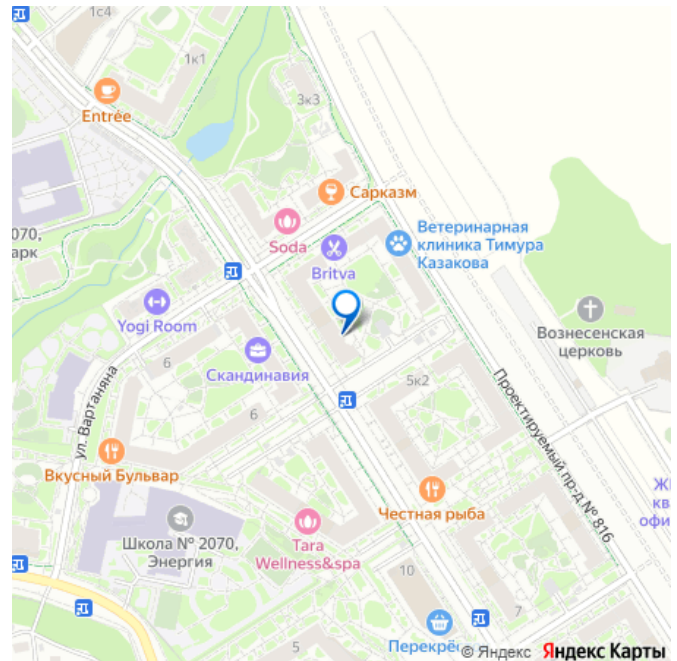 1с4
1к1
Entrée
3к3
Сарказм
2070,
арк
Soda
Britva
Ветеринарная
клиника Тимура
Казакова
Yogi Room
Вознесенская
церковь
6
Скандинавия
ул. Вартаняна
6
5к2
Проектируемый пр-д № 816
Вкусный Бульвар
Честная рыба
Школа № 2070,
Энергия
Tara
Wellness&spa
10
7
5
Перекрёс
© Яндекс Яндекс Карты